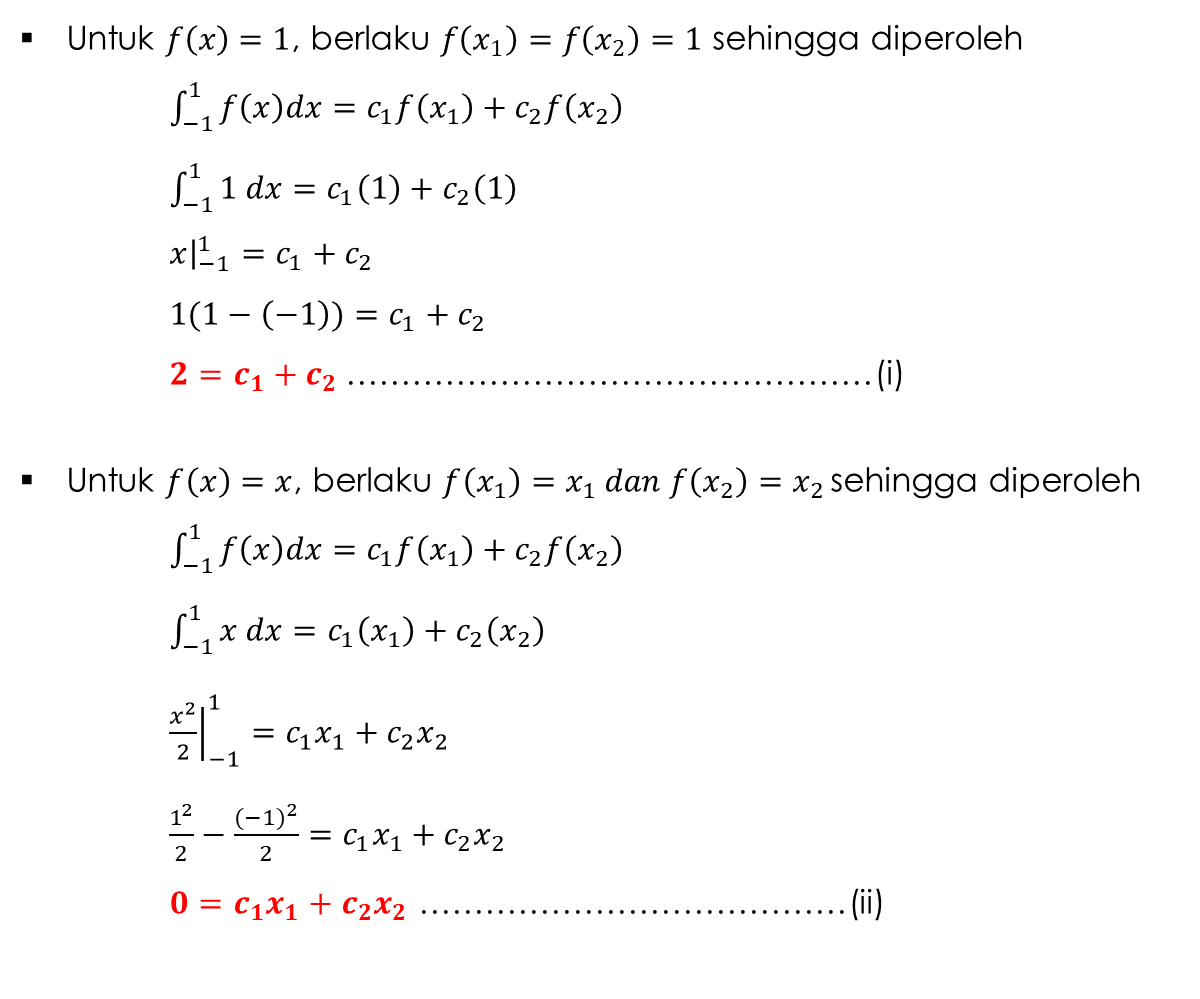 ▪ Untuk 𝑓(𝑥) = 1, berlaku 𝑓(𝑥₁) = 𝑓(𝑥₂) = 1 sehingga diperoleh
∫₋₁¹ 𝑓(𝑥)𝑑𝑥 = 𝑐₁𝑓(𝑥₁) + 𝑐₂𝑓(𝑥₂)
∫₋₁¹ 1 𝑑𝑥 = 𝑐₁(1) + 𝑐₂(1)
𝑥|₋₁¹ = 𝑐₁ + 𝑐₂
1(1 − (−1)) = 𝑐₁ + 𝑐₂
2 = 𝑐₁ + 𝑐₂ ................................................(i)
▪ Untuk 𝑓(𝑥) = 𝑥, berlaku 𝑓(𝑥₁) = 𝑥₁ 𝑑𝑎𝑛 𝑓(𝑥₂) = 𝑥₂ sehingga diperoleh
∫₋₁¹ 𝑓(𝑥)𝑑𝑥 = 𝑐₁𝑓(𝑥₁) + 𝑐₂𝑓(𝑥₂)
∫₋₁¹ 𝑥 𝑑𝑥 = 𝑐₁(𝑥₁) + 𝑐₂(𝑥₂)
𝑥²/2|₋₁¹ = 𝑐₁𝑥₁ + 𝑐₂𝑥₂
1²/2 − (−1)²/2 = 𝑐₁𝑥₁ + 𝑐₂𝑥₂
0 = 𝑐₁𝑥₁ + 𝑐₂𝑥₂ .......................................(ii)